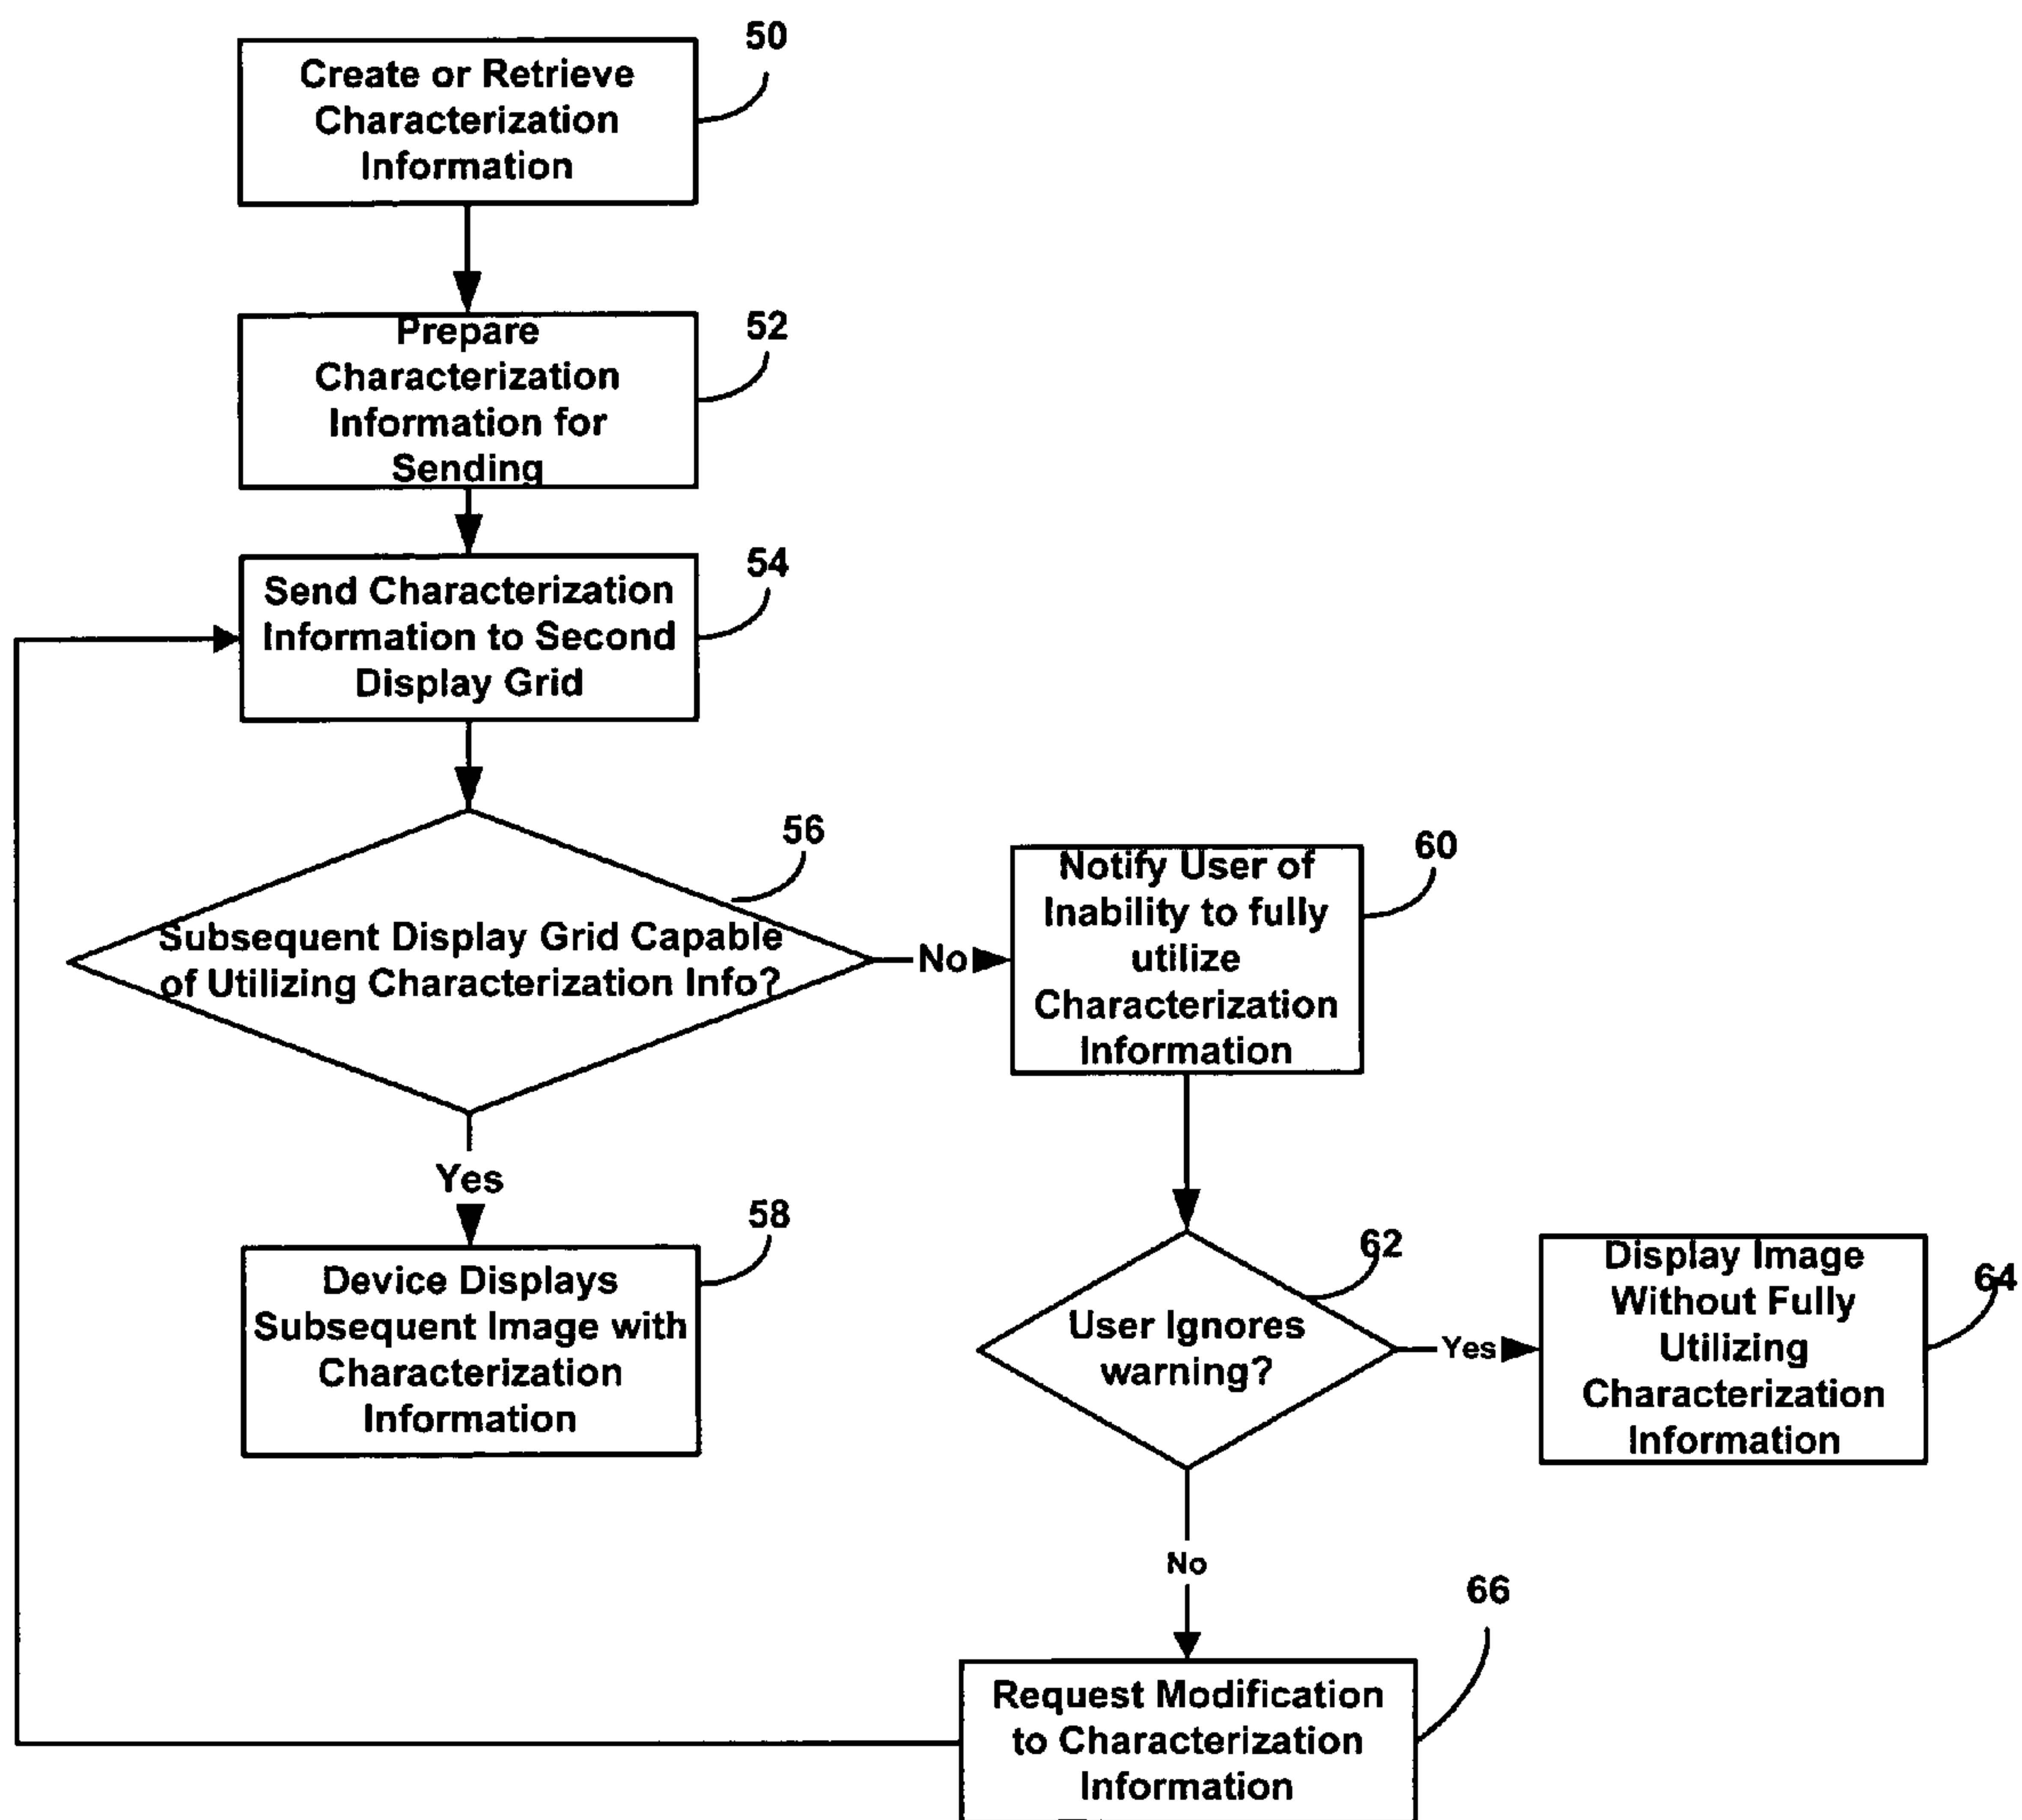 50
Create or Retrieve
Characterization
Information
52
Prepare
Characterization
Information for
Sending
54
Send Characterization
Information to Second
Display Grid
56
Subsequent Display Grid Capable
of Utilizing Characterization Info?
No
60
Notify User of
Inability to fully
utilize
Characterization
Information
Yes
58
Device Displays
Subsequent Image with
Characterization
Information
62
User Ignores
warning?
Yes
64
Display Image
Without Fully
Utilizing
Characterization
Information
No
66
Request Modification
to Characterization
Information